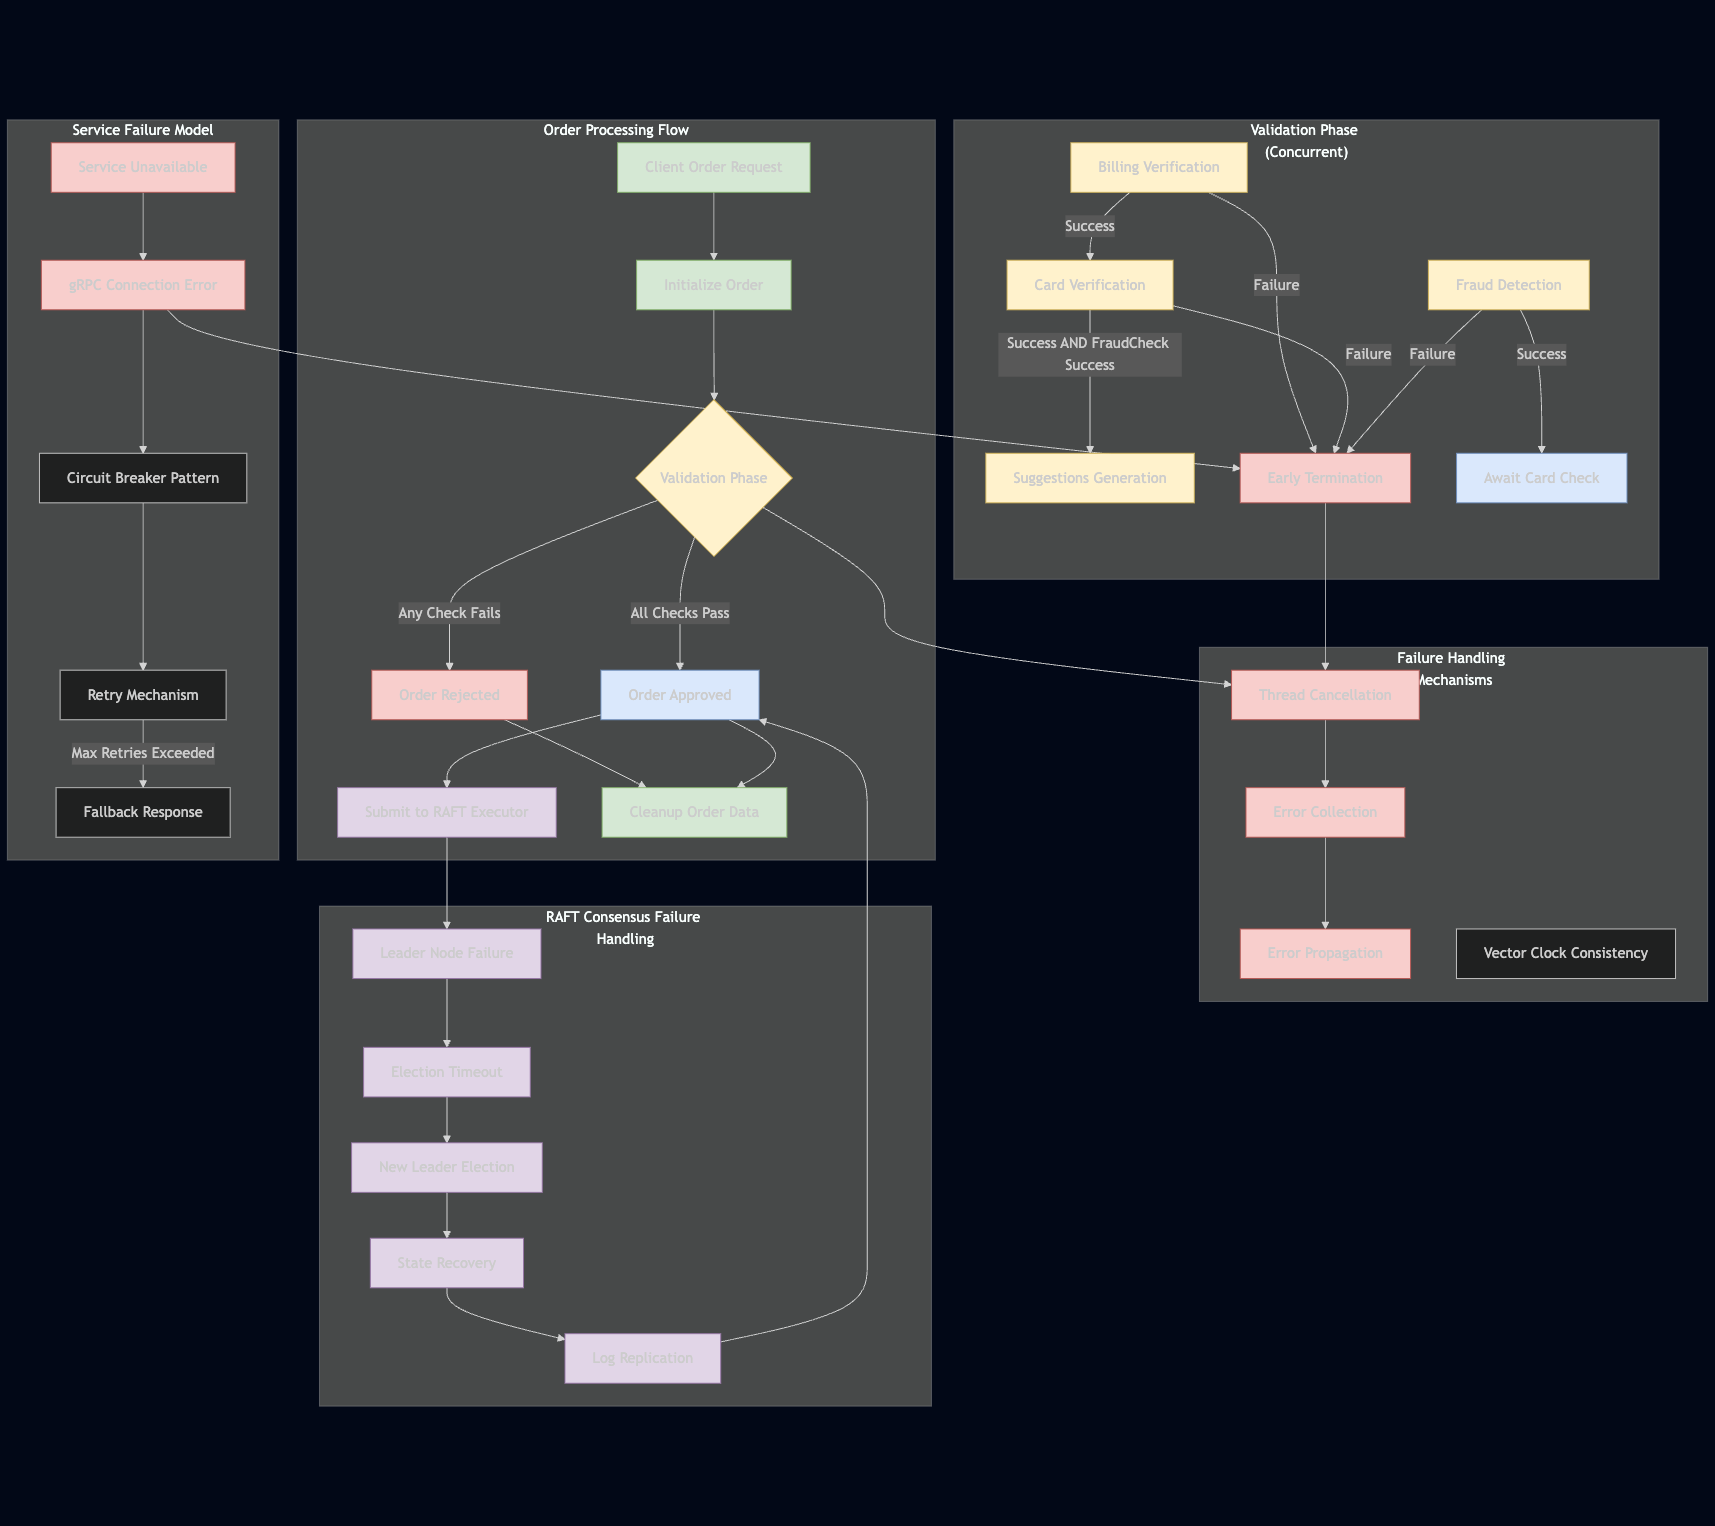 Service Failure Model
Service Unavailable
gRPC Connection Error
Circuit Breaker Pattern
Retry Mechanism
Max Retries Exceeded
Fallback Response
Order Processing Flow
Client Order Request
Initialize Order
Validation Phase
Any Check Fails
All Checks Pass
Order Rejected
Order Approved
Submit to RAFT Executor
Cleanup Order Data
Validation Phase
(Concurrent)
Billing Verification
Success
Card Verification
Failure
Fraud Detection
Success AND FraudCheck
Success
Failure
Failure
Success
Suggestions Generation
Early Termination
Await Card Check
Failure Handling
Mechanisms
Thread Cancellation
Error Collection
Error Propagation
Vector Clock Consistency
RAFT Consensus Failure
Handling
Leader Node Failure
Election Timeout
New Leader Election
State Recovery
Log Replication